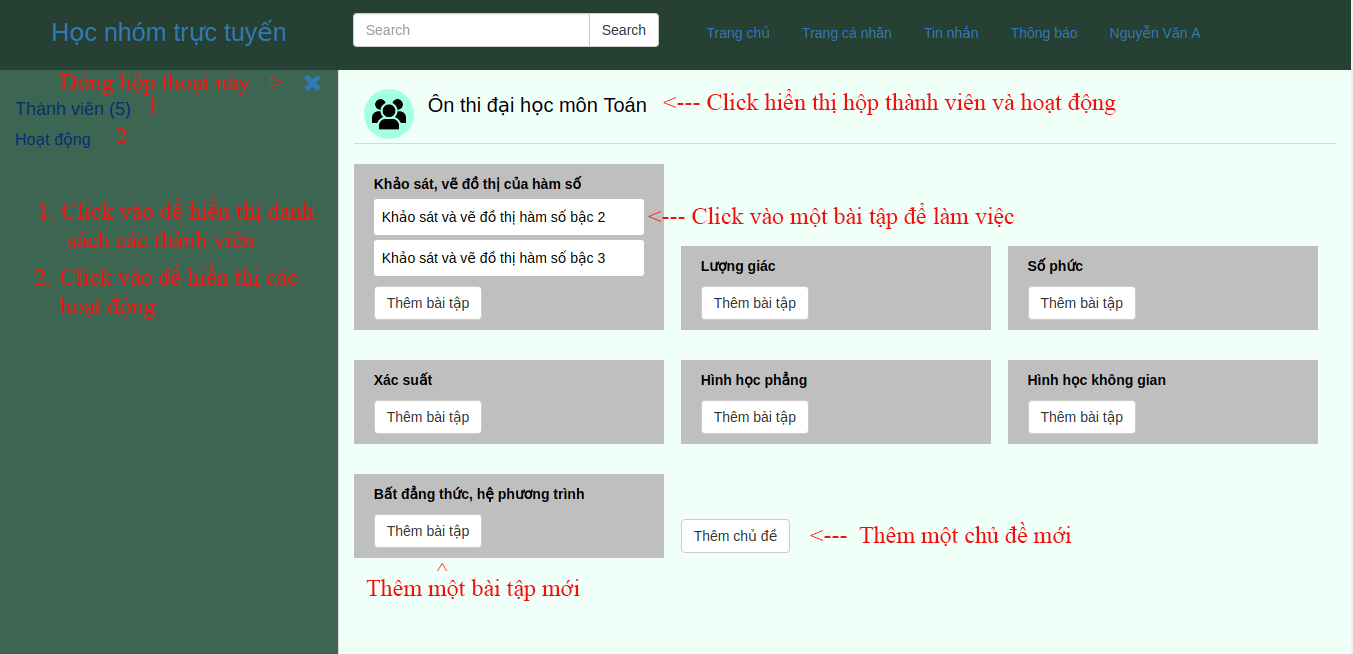 Học nhóm trực tuyến
Search
Search
Trang chủ
Trang cá nhân
Tin nhắn
Thông báo
Nguyễn Văn A
Đóng hộp thoại này >
Thành viên (5) 1
Hoạt động 2
1. Click vào để hiển thị danh
sách các thành viên
2. Click vào để hiển thị các
hoạt động
Ôn thi đại học môn Toán <--- Click hiển thị hộp thành viên và hoạt động
Khảo sát, vẽ đồ thị của hàm số
Khảo sát và vẽ đồ thị hàm số bậc 2 <--- Click vào một bài tập để làm việc
Khảo sát và vẽ đồ thị hàm số bậc 3
Thêm bài tập
Lượng giác
Thêm bài tập
Số phức
Thêm bài tập
Xác suất
Thêm bài tập
Hình học phẳng
Thêm bài tập
Hình học không gian
Thêm bài tập
Bất đẳng thức, hệ phương trình
Thêm bài tập
Thêm chủ đề <--- Thêm một chủ đề mới
^
Thêm một bài tập mới